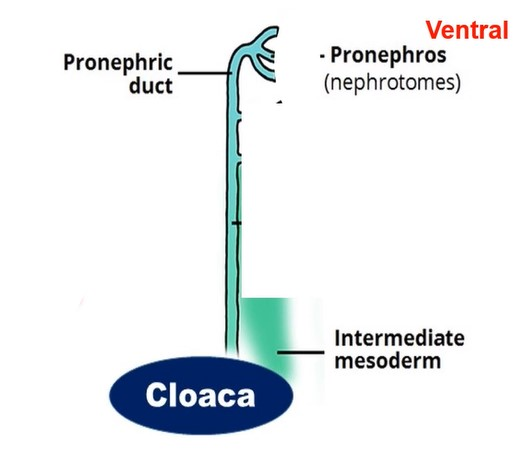 Ventral
Pronephric
duct
- Pronephros
(nephrotomes)
Intermediate
mesoderm
Cloaca